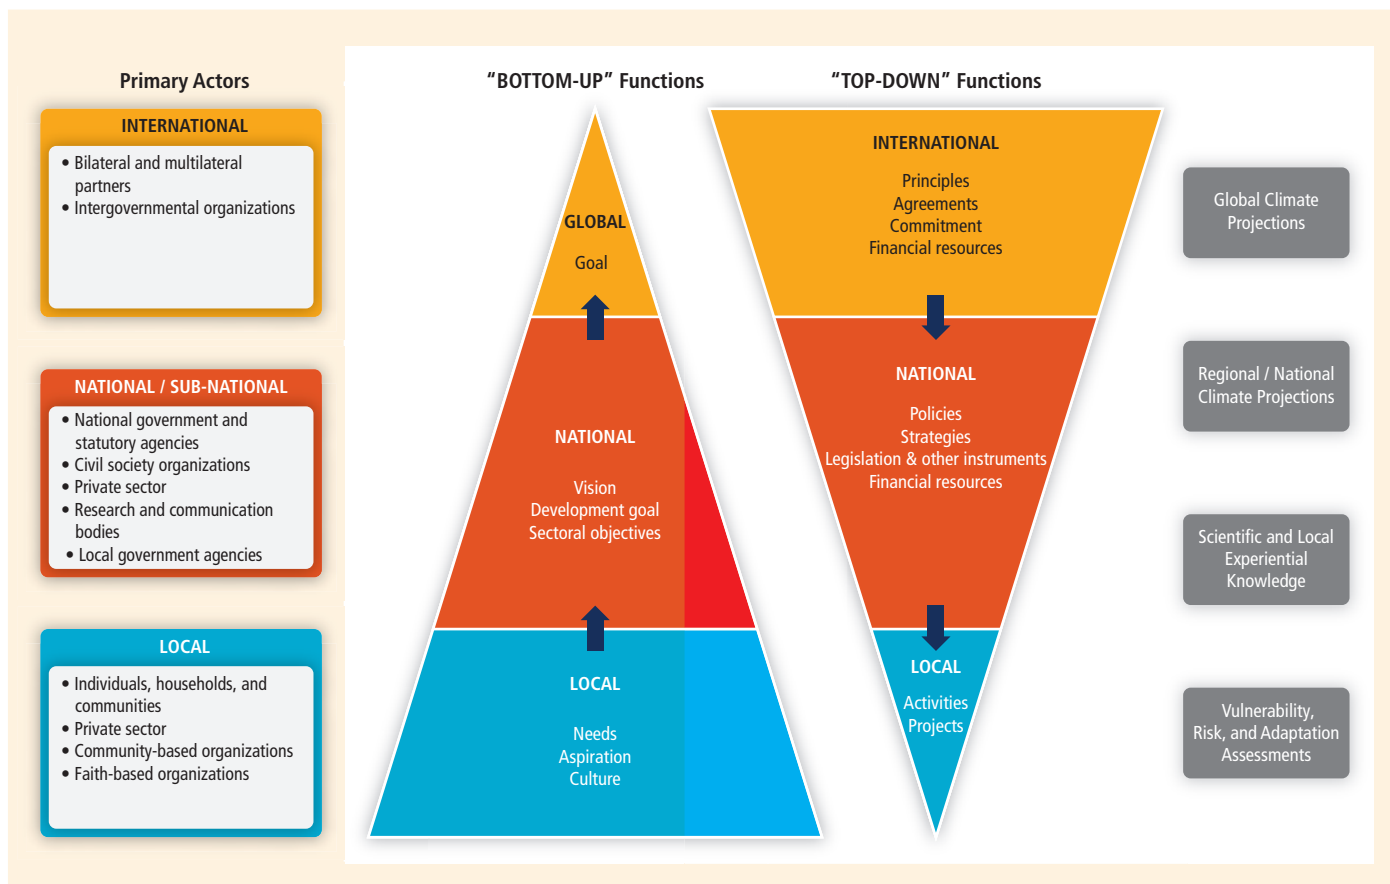 Primary Actors
INTERNATIONAL
• Bilateral and multilateral
partners
• Intergovernmental organizations
NATIONAL / SUB-NATIONAL
• National government and
statutory agencies
• Civil society organizations
• Private sector
• Research and communication
bodies
• Local government agencies
LOCAL
• Individuals, households, and
communities
• Private sector
• Community-based organizations
• Faith-based organizations
“BOTTOM-UP” Functions
GLOBAL
Goal
NATIONAL
Vision
Development goal
Sectoral objectives
LOCAL
Needs
Aspiration
Culture
“TOP-DOWN” Functions
INTERNATIONAL
Principles
Agreements
Commitment
Financial resources
NATIONAL
Policies
Strategies
Legislation & other instruments
Financial resources
LOCAL
Activities
Projects
Global Climate
Projections
Regional / National
Climate Projections
Scientific and Local
Experiential
Knowledge
Vulnerability,
Risk, and Adaptation
Assessments